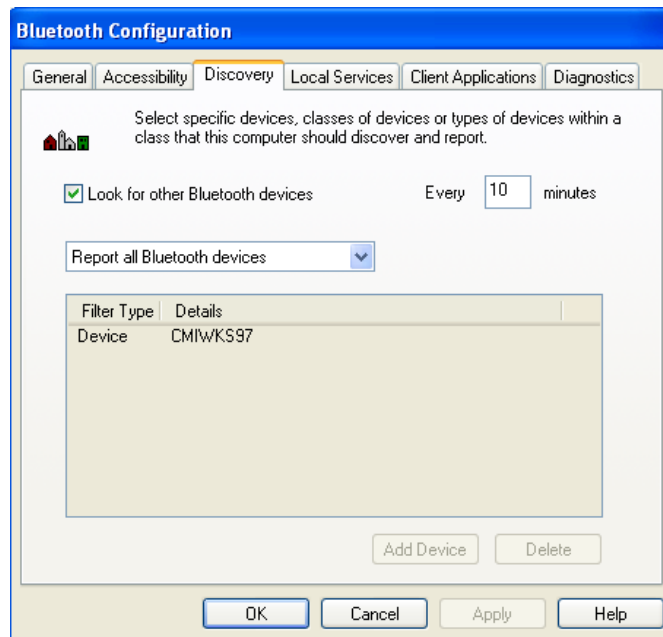 Bluetooth Configuration
General Accessibility Discovery Local Services Client Applications Diagnostics
Select specific devices, classes of devices or types of devices within a
class that this computer should discover and report.
Look for other Bluetooth devices Every 10 minutes
Report all Bluetooth devices
Filter Type Details
Device CMIWKS97
Add Device Delete
OK Cancel Apply Help